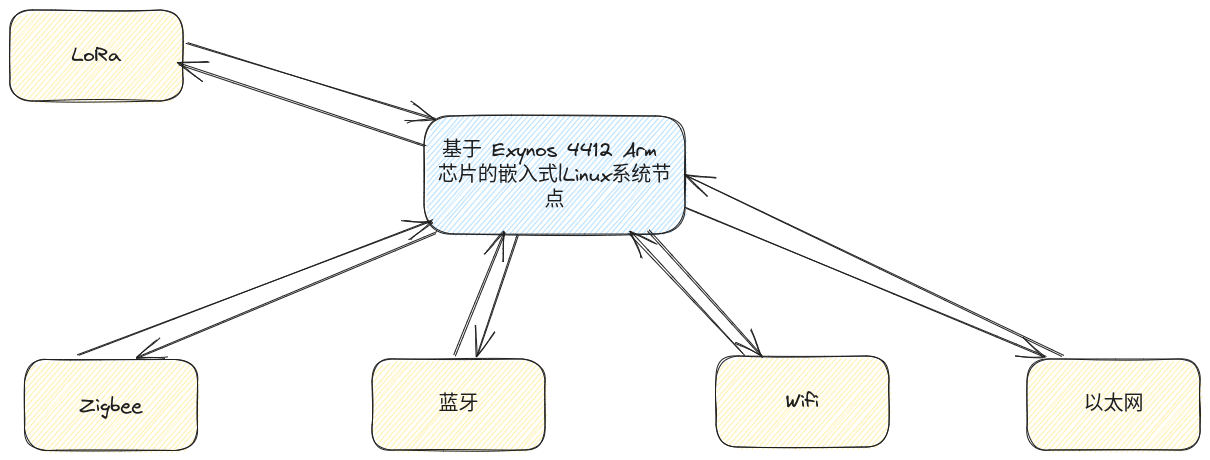 LoRa
基于 Exynos 4412 Arm
芯片的嵌入式lLinux系统节
点
Zigbee
蓝牙
Wifi
以太网